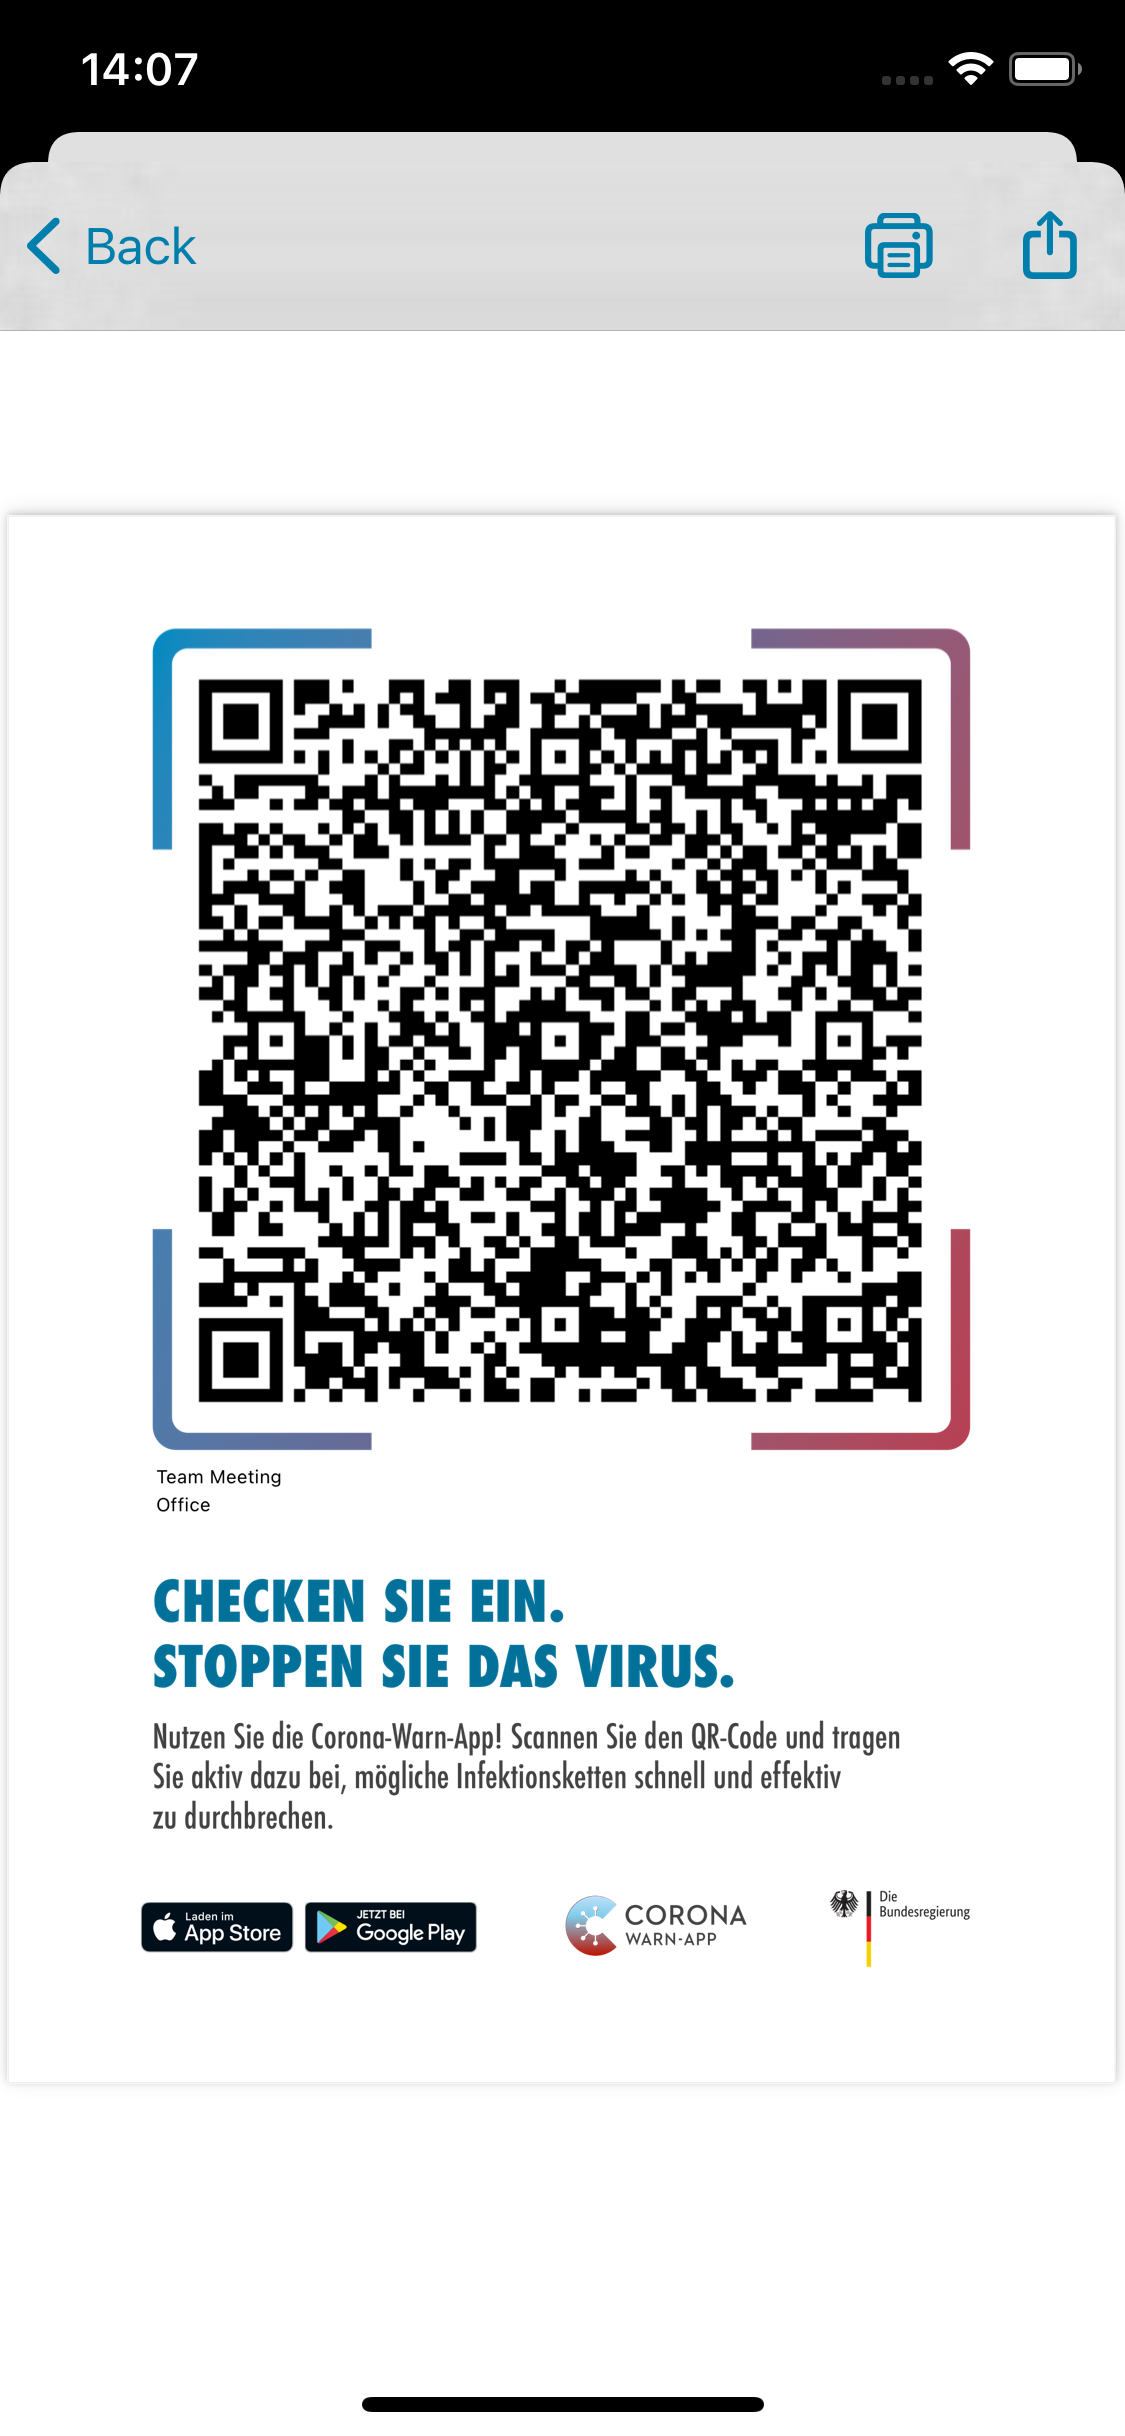 14:07
Back
Team Meeting
Office
CHECKEN SIE EIN.
STOPPEN SIE DAS VIRUS.
Nutzen Sie die Corona-Warn-App! Scannen Sie den QR-Code und tragen
Sie aktiv dazu bei, mögliche Infektionsketten schnell und effektiv
zu durchbrechen.
Laden im
App Store
JETZT BEI
Google Play
CORONA
WARN-APP
Die
Bundesregierung